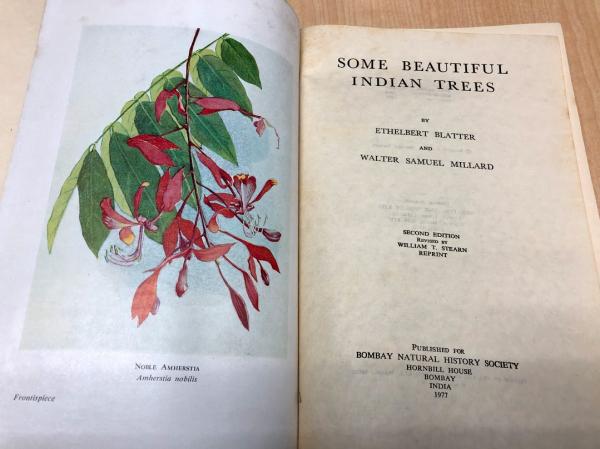 NOBLE AMHERSTIA
Amherstia nobilis
Frontispiece
SOME BEAUTIFUL
INDIAN TREES
BY
ETHELBERT BLATTER
AND
WALTER SAMUEL MILLARD
SECOND EDITION
REVISED BY
WILLIAM T. STEARN
REPRINT
PUBLISHED FOR
BOMBAY NATURAL HISTORY SOCIETY
HORNBILL HOUSE
BOMBAY
INDIA
1977